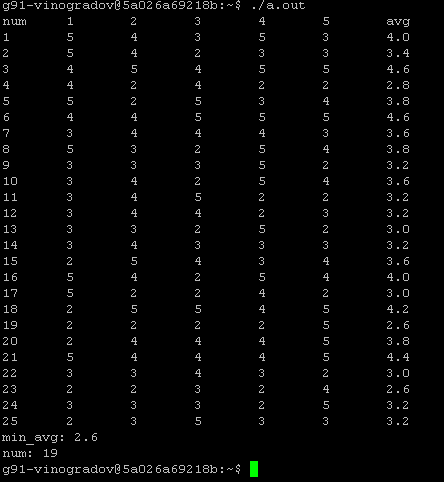 g91-vinogradov@5a026a69218b:~$ ./a.out
num 1 2 3 4 5 avg
1 5 4 3 5 3 4.0
2 5 4 2 3 3 3.4
3 4 5 4 5 5 4.6
4 4 2 4 2 2 2.8
5 5 2 5 3 4 3.8
6 4 4 5 5 5 4.6
7 3 4 4 4 3 3.6
8 5 3 2 5 4 3.8
9 3 3 3 5 2 3.2
10 3 4 2 5 4 3.6
11 3 4 5 2 2 3.2
12 3 4 4 2 3 3.2
13 3 3 2 5 2 3.0
14 3 4 3 3 3 3.2
15 2 5 4 3 4 3.6
16 5 4 2 5 4 4.0
17 5 2 2 4 2 3.0
18 2 5 5 4 5 4.2
19 2 2 2 2 5 2.6
20 2 4 4 4 5 3.8
21 5 4 4 4 5 4.4
22 3 3 4 3 2 3.0
23 2 2 3 2 4 2.6
24 3 3 3 2 5 3.2
25 2 3 5 3 3 3.2
min_avg: 2.6
num: 19
g91-vinogradov@5a026a69218b:~$